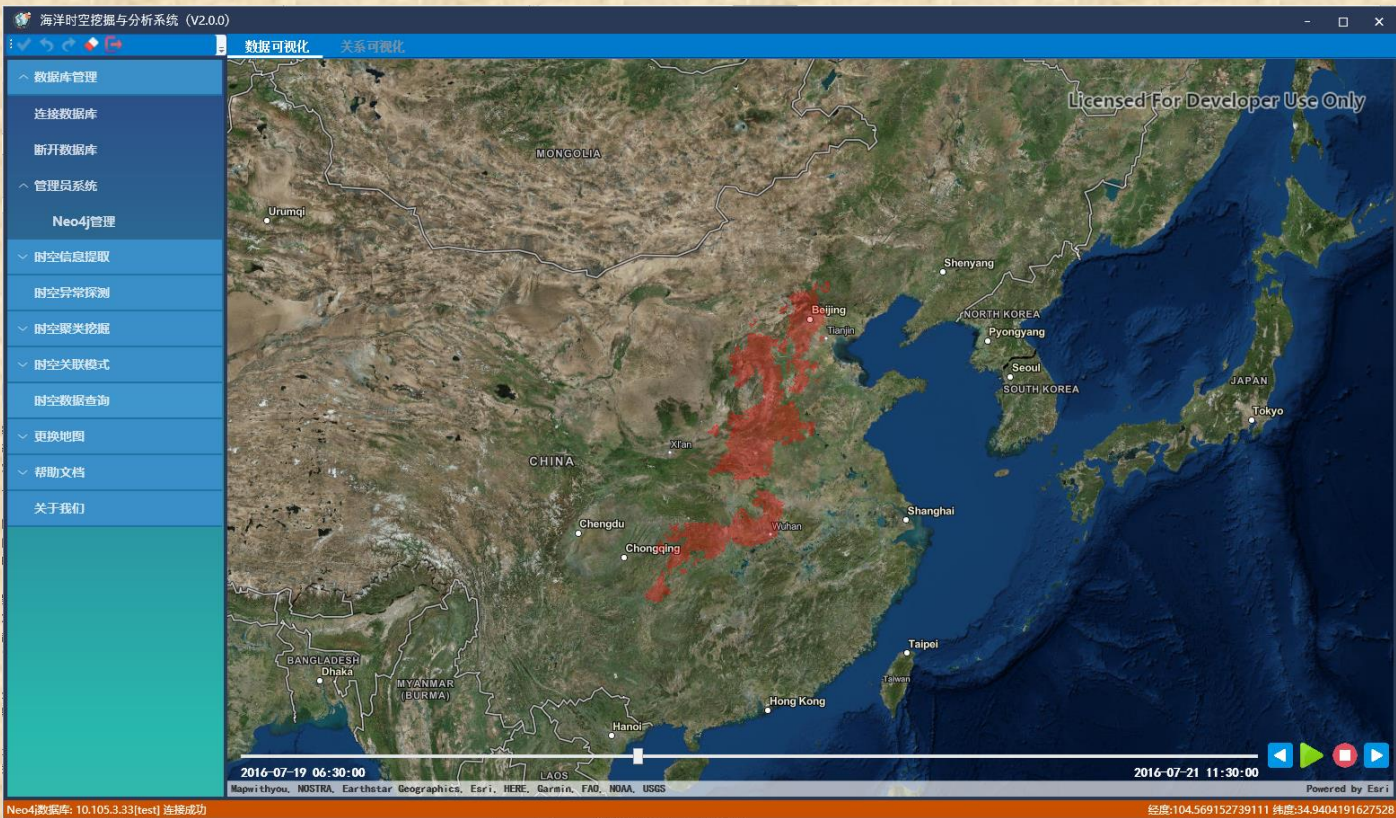 海洋时空挖掘与分析系统（V2.0.0）
数据可视化 关系可视化
数据库管理
连接数据库
断开数据库
管理员系统
Neo4j管理
时空信息提取
时空异常探测
时空聚类挖掘
时空关联模式
时空数据查询
更换地图
帮助文档
关于我们
Licensed For Developer Use Only
MONGOLIA
Urumqi
Shenyang
Beijing
NORTH KOREA
Tianjin
Pyongyang
Seoul
SOUTH KOREA
JAPAN
Tokyo
Xi'an
CHINA
Shanghai
Chengdu
Wuhan
Chongqing
Taipei
BANGLADESH
Dhaka
Taiwan
MYANMAR
(BURMA)
Hong Kong
Hanoi
LAOS
2016-07-19 06:30:00
2016-07-21 11:30:00
Mapwithyou, NOSTRA, Earthstar Geographics, Esri, HERE, Garmin, FAO, NOAA, USGS
Powered by Esri
Neo4j数据库: 10.105.3.33[test] 连接成功
经度:104.569152739111 纬度:34.9404191627528